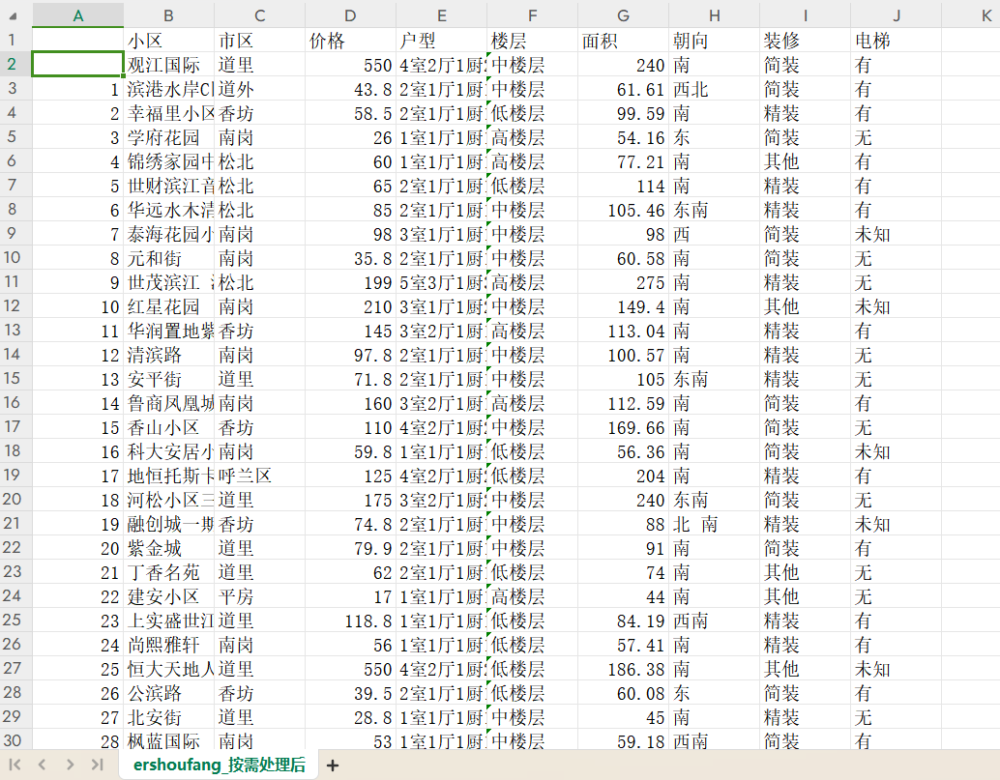 A B C D E F G H I J K
1 小区 市区 价格 户型 楼层 面积 朝向 装修 电梯
2 观江国际 道里 550 4室2厅1厨 中楼层 240 南 简装 有
3 1 滨港水岸C 道外 43.8 2室1厅1厨 中楼层 61.61 西北 简装 有
4 2 幸福里小区 香坊 58.5 2室1厅1厨 低楼层 99.59 南 精装 有
5 3 学府花园 南岗 26 1室1厅1厨 高楼层 54.16 东 简装 无
6 4 锦绣家园中 松北 60 1室1厅1厨 高楼层 77.21 南 其他 有
7 5 世财滨江音 松北 65 2室1厅1厨 低楼层 114 南 精装 有
8 6 华远水木清 松北 85 2室1厅1厨 中楼层 105.46 东南 精装 有
9 7 泰海花园小 南岗 98 3室1厅1厨 中楼层 98 西 简装 未知
10 8 元和街 南岗 35.8 2室1厅1厨 中楼层 60.58 南 简装 无
11 9 世茂滨江 松北 199 5室3厅1厨 高楼层 275 南 精装 无
12 10 红星花园 南岗 210 3室1厅1厨 中楼层 149.4 南 其他 未知
13 11 华润置地紫 香坊 145 3室2厅1厨 高楼层 113.04 南 精装 有
14 12 清滨路 南岗 97.8 2室1厅1厨 中楼层 100.57 南 精装 无
15 13 安平街 道里 71.8 2室1厅1厨 中楼层 105 东南 精装 无
16 14 鲁商凤凰城 南岗 160 3室2厅1厨 高楼层 112.59 南 简装 有
17 15 香山小区 香坊 110 4室2厅1厨 中楼层 169.66 南 简装 无
18 16 科大安居小 南岗 59.8 1室1厅1厨 低楼层 56.36 南 简装 未知
19 17 地恒托斯卡 呼兰区 125 4室2厅1厨 低楼层 204 南 精装 有
20 18 河松小区三 道里 175 3室2厅1厨 中楼层 240 东南 简装 无
21 19 融创城一期 香坊 74.8 2室1厅1厨 中楼层 88 北 南 精装 未知
22 20 紫金城 道里 79.9 2室1厅1厨 中楼层 91 南 简装 有
23 21 丁香名苑 道里 62 2室1厅1厨 低楼层 74 南 其他 无
24 22 建安小区 平房 17 1室1厅1厨 高楼层 44 南 其他 无
25 23 上实盛世江 道里 118.8 1室1厅1厨 低楼层 84.19 西南 精装 有
26 24 尚熙雅轩 南岗 56 1室1厅1厨 低楼层 57.41 南 精装 有
27 25 恒大天地人 道里 550 4室2厅1厨 低楼层 186.38 南 其他 未知
28 26 公滨路 香坊 39.5 2室1厅1厨 低楼层 60.08 东 简装 有
29 27 北安街 道里 28.8 1室1厅1厨 中楼层 45 南 精装 无
30 28 枫蓝国际 南岗 53 1室1厅1厨 中楼层 59.18 西南 简装 有
ershoufang_按需处理后 +